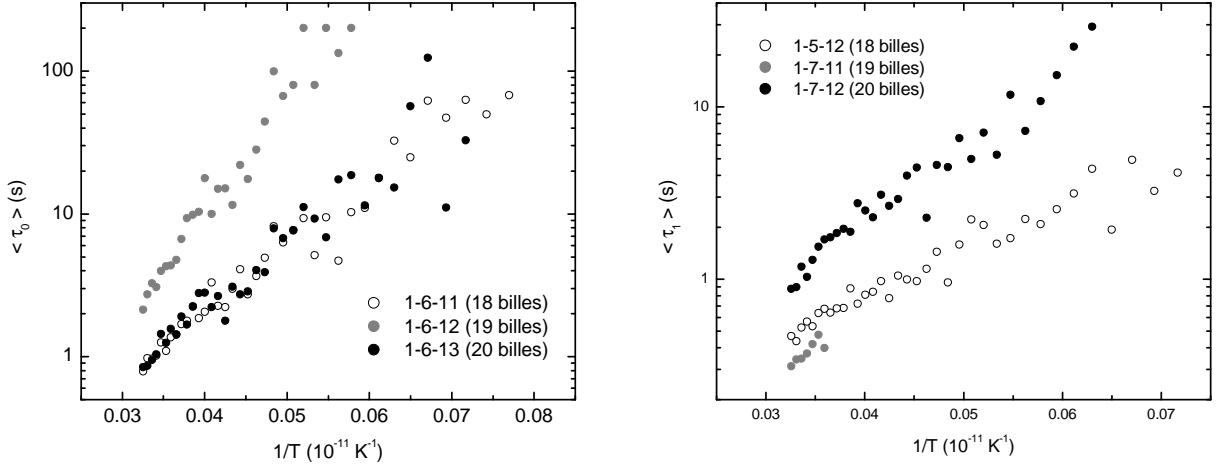 100
10
1
0.03 0.04 0.05 0.06 0.07 0.08
< τ0 > (s)
1/T (10-11 K-1)
1-6-11 (18 billes)
1-6-12 (19 billes)
1-6-13 (20 billes)
10
1
0.03 0.04 0.05 0.06 0.07
< τ1 > (s)
1/T (10-11 K-1)
1-5-12 (18 billes)
1-7-11 (19 billes)
1-7-12 (20 billes)